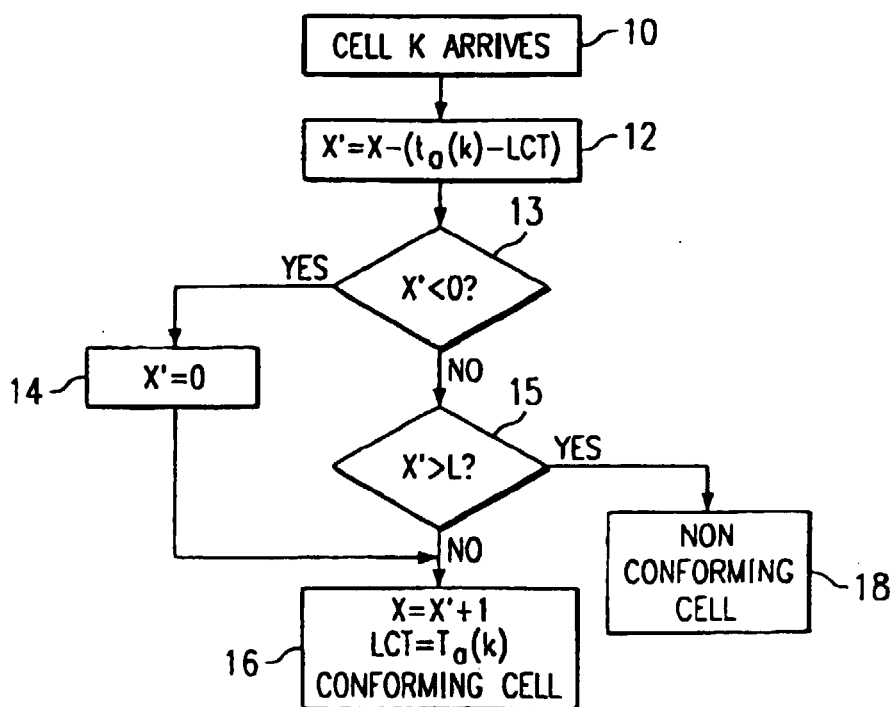 CELL K ARRIVES
10
X'=X-(ta(k)-LCT)
12
13
YES
X'<0?
14
X'=0
NO
15
YES
X'>L?
NO
NON
CONFORMING
CELL
18
X=X'+1
LCT=Ta(k)
CONFORMING CELL
16